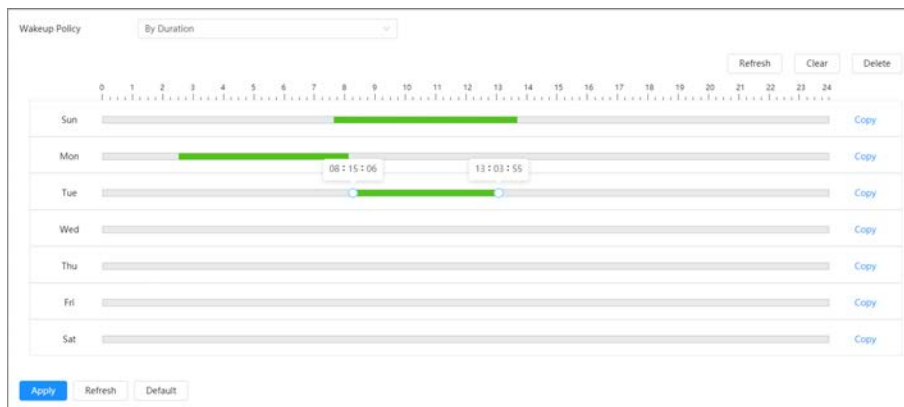 Wakeup Policy By Duration
Refresh Clear Delete
0 1 2 3 4 5 6 7 8 9 10 11 12 13 14 15 16 17 18 19 20 21 22 23 24
Sun Copy
Mon Copy
08 : 15 : 06 13 : 03 : 55
Tue Copy
Wed Copy
Thu Copy
Fri Copy
Sat Copy
Apply Refresh Default